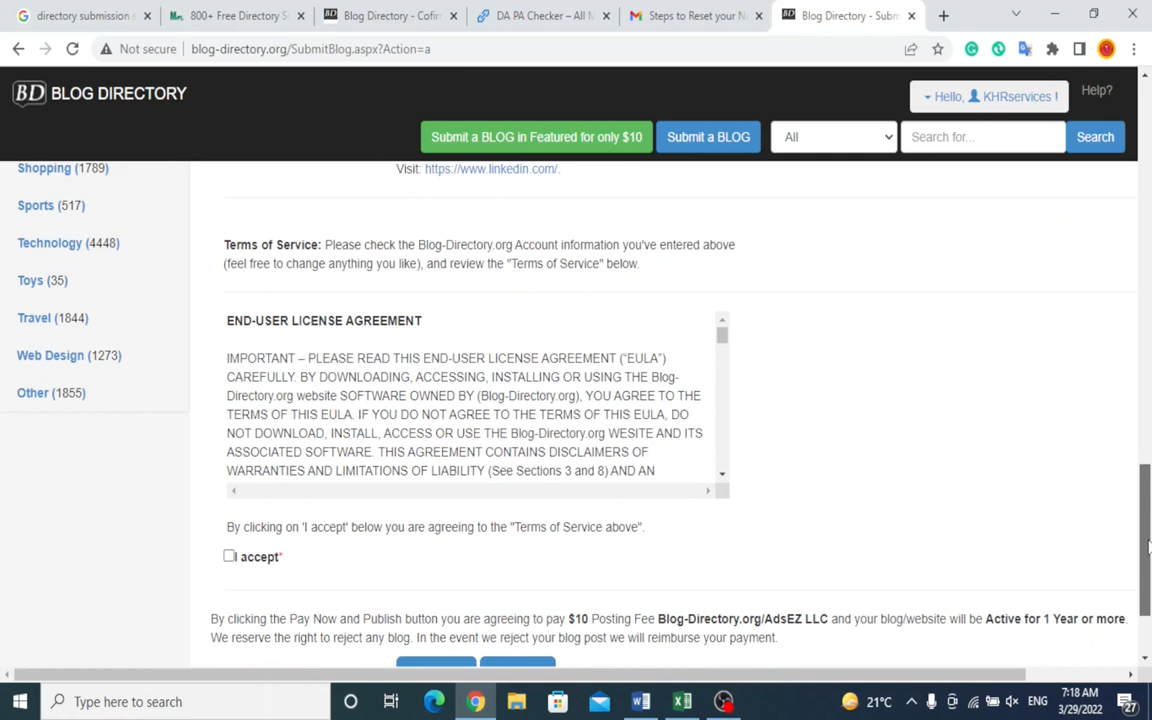 directory submission s
800+ Free Directory S
Blog Directory - Cofir
DA PA Checker – All M
Steps to Reset your N
Blog Directory - Subm
Not secure
blog-directory.org/SubmitBlog.aspx?Action=a
BD BLOG DIRECTORY
Hello, KHRservices !
Help?
Submit a BLOG in Featured for only $10
Submit a BLOG
All
Search for...
Search
Shopping (1789)
Sports (517)
Technology (4448)
Toys (35)
Travel (1844)
Web Design (1273)
Other (1855)
Visit: https://www.linkedin.com/.
Terms of Service: Please check the Blog-Directory.org Account information you've entered above
(feel free to change anything you like), and review the "Terms of Service" below.
END-USER LICENSE AGREEMENT
IMPORTANT – PLEASE READ THIS END-USER LICENSE AGREEMENT (“EULA”)
CAREFULLY. BY DOWNLOADING, ACCESSING, INSTALLING OR USING THE Blog-
Directory.org website SOFTWARE OWNED BY (Blog-Directory.org), YOU AGREE TO THE
TERMS OF THIS EULA. IF YOU DO NOT AGREE TO THE TERMS OF THIS EULA, DO
NOT DOWNLOAD, INSTALL, ACCESS OR USE THE Blog-Directory.org WESITE AND ITS
ASSOCIATED SOFTWARE. THIS AGREEMENT CONTAINS DISCLAIMERS OF
WARRANTIES AND LIMITATIONS OF LIABILITY (See Sections 3 and 8) AND AN
By clicking on 'I accept' below you are agreeing to the "Terms of Service above".
I accept*
By clicking the Pay Now and Publish button you are agreeing to pay $10 Posting Fee Blog-Directory.org/AdsEZ LLC and your blog/website will be Active for 1 Year or more.
We reserve the right to reject any blog. In the event we reject your blog post we will reimburse your payment.
Type here to search
21°C
ENG
7:18 AM
3/29/2022
27